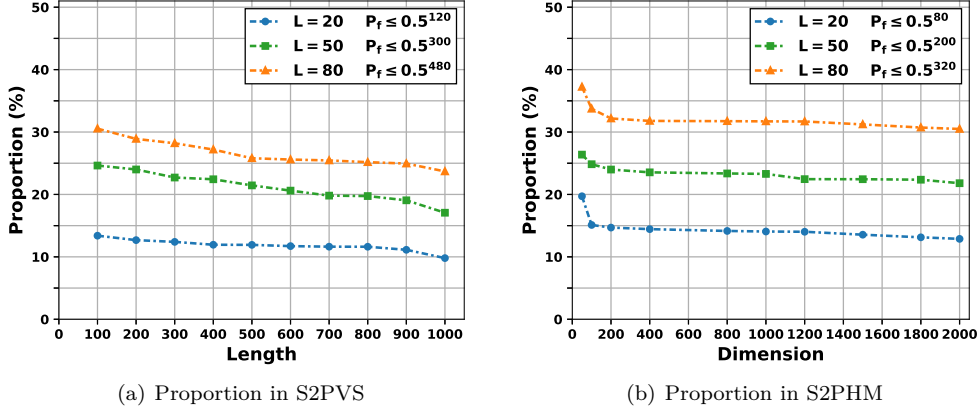 50
40
30
20
10
0
Proportion (%)
L = 20 P_f ≤ 0.5^120
L = 50 P_f ≤ 0.5^300
L = 80 P_f ≤ 0.5^480
0 100 200 300 400 500 600 700 800 900 1000
Length
(a) Proportion in S2PVS
50
40
30
20
10
0
Proportion (%)
L = 20 P_f ≤ 0.5^80
L = 50 P_f ≤ 0.5^200
L = 80 P_f ≤ 0.5^320
0 200 400 600 800 1000 1200 1400 1600 1800 2000
Dimension
(b) Proportion in S2PHM